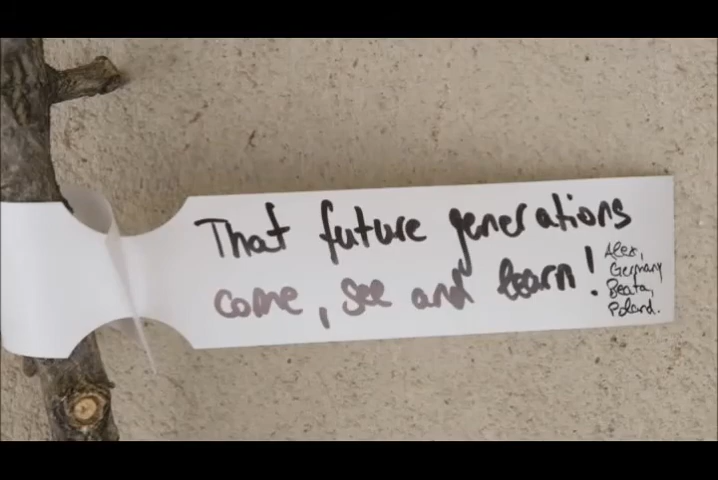 That future generations
come, see and learn!
Alex,
Germany
Beata,
Poland.